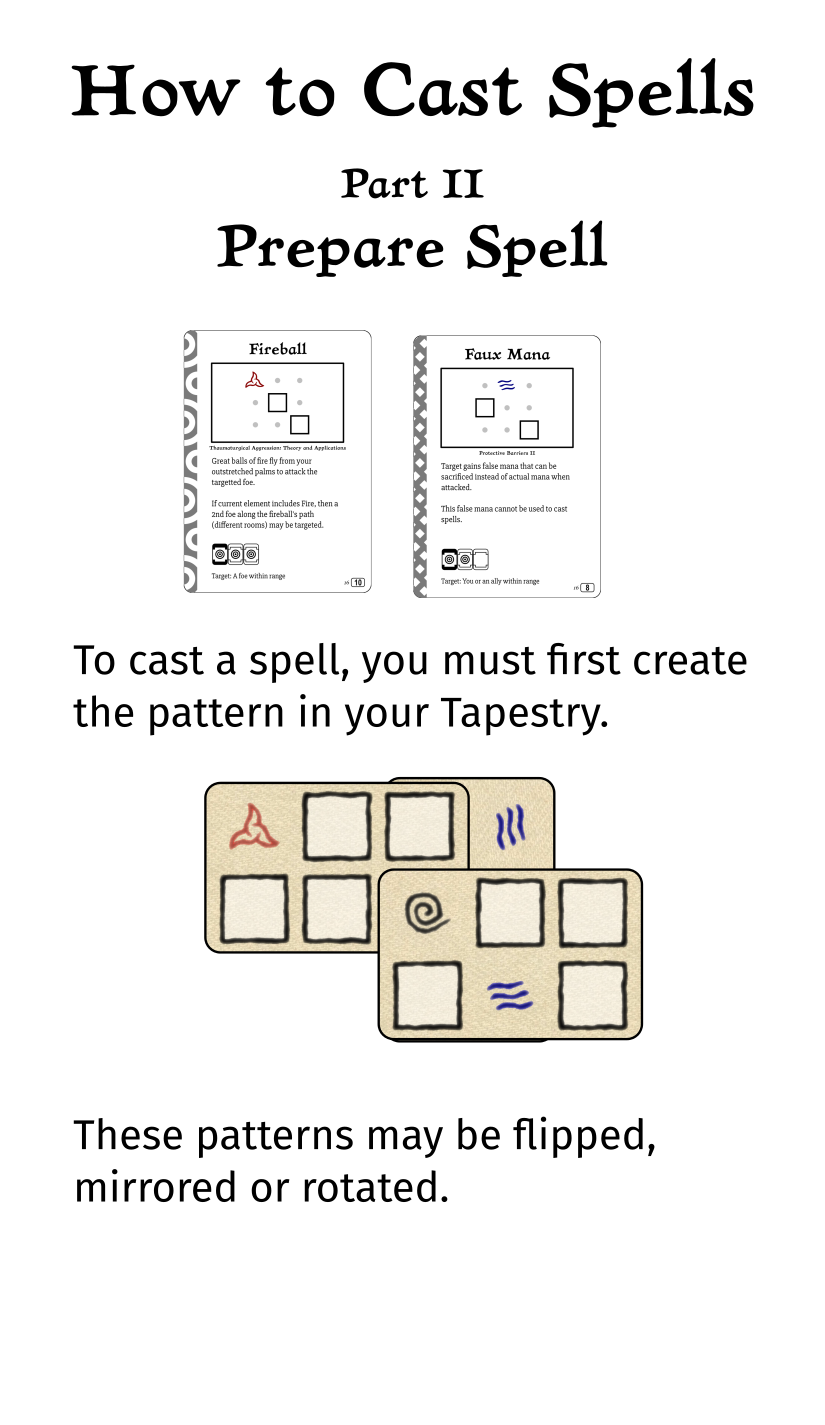 How to Cast Spells
Part II
Prepare Spell
Fireball
Thaumaturgical Aggression: Theory and Applications
Great balls of fire fly from your
outstretched palms to attack the
targetted foe.
If current element includes Fire, then a
2nd foe along the fireball's path
(different rooms) may be targeted.
Target: A foe within range
16 10
Faux Mana
Protective Barriers II
Target gains false mana that can be
sacrificed instead of actual mana when
attacked.
This false mana cannot be used to cast
spells.
Target: You or an ally within range
16 8
To cast a spell, you must first create
the pattern in your Tapestry.
These patterns may be flipped,
mirrored or rotated.